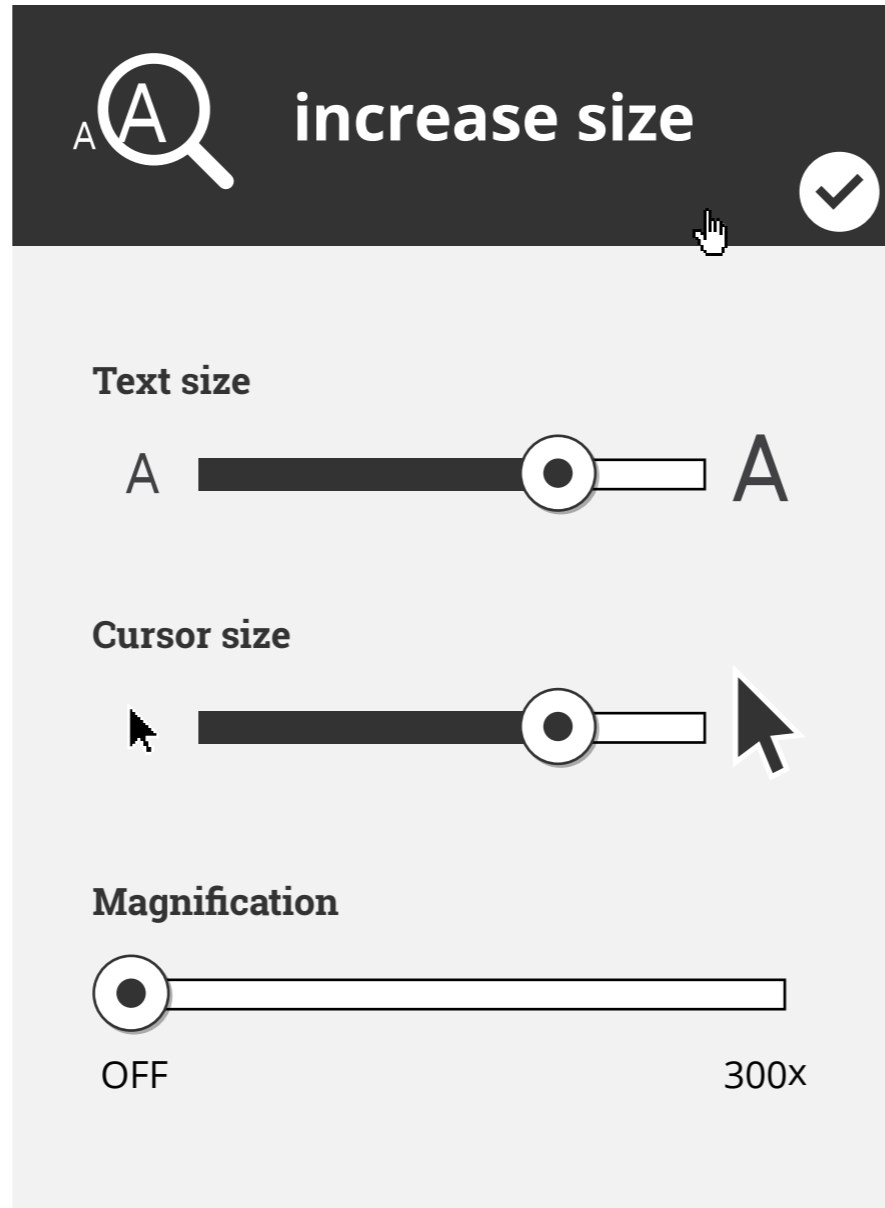 A A increase size
Text size
A A
Cursor size
Magnification
OFF 300x